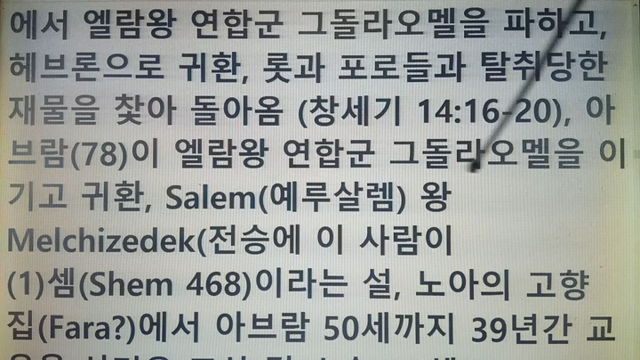 에서 엘람왕 연합군 그돌라오멜을 파하고,
헤브론으로 귀환, 롯과 포로들과 탈취당한
재물을 찿아 돌아옴 (창세기 14:16-20), 아
브람(78)이 엘람왕 연합군 그돌라오멜을 이
기고 귀환, Salem(예루살렘) 왕
Melchizedek(전승에 이 사람이
(1)셈(Shem 468)이라는 설, 노아의 고향
집(Fara?)에서 아브람 50세까지 39년간 교